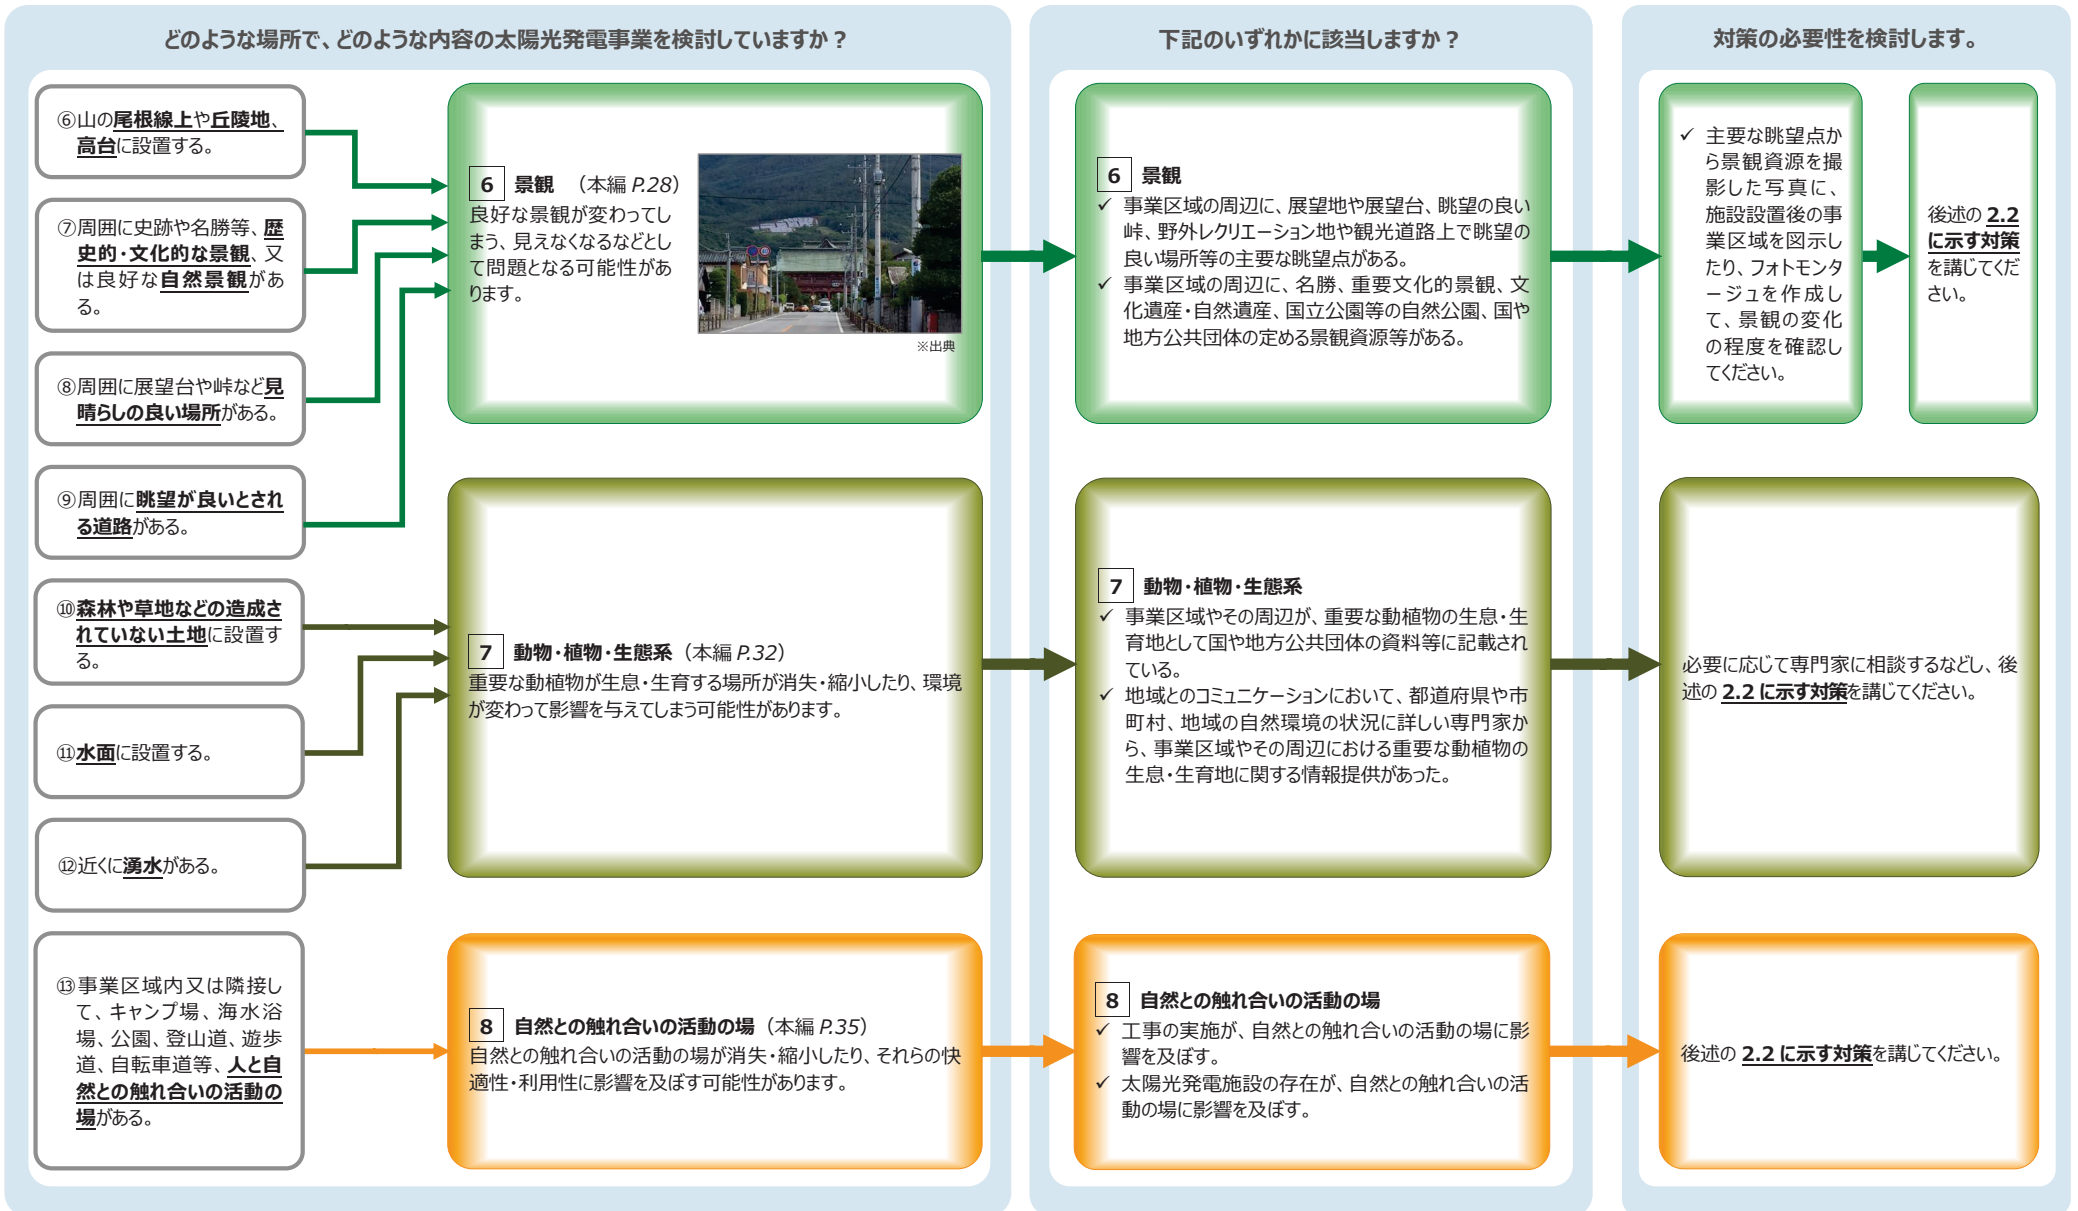 どのような場所で、どのような内容の太陽光発電事業を検討していますか？
⑥山の尾根線上や丘陵地、
高台に設置する。
⑦周囲に史跡や名勝等、歴
史的・文化的な景観、又
は良好な自然景観があ
る。
⑧周囲に展望台や峠など見
晴らしの良い場所がある。
⑨周囲に眺望が良いとされ
る道路がある。
⑩森林や草地などの造成さ
れていない土地に設置す
る。
⑪水面に設置する。
⑫近くに湧水がある。
⑬事業区域内又は隣接し
て、キャンプ場、海水浴
場、公園、登山道、遊歩
道、自転車道等、人と自
然との触れ合いの活動の
場がある。
6 景観 （本編 P.28）
良好な景観が変わってし
まう、見えなくなるなどとし
て問題となる可能性があ
ります。
※出典
7 動物・植物・生態系（本編 P.32）
重要な動植物が生息・生育する場所が消失・縮小したり、環境
が変わって影響を与えてしまう可能性があります。
8 自然との触れ合いの活動の場（本編 P.35）
自然との触れ合いの活動の場が消失・縮小したり、それらの快
適性・利用性に影響を及ぼす可能性があります。
下記のいずれかに該当しますか？
6 景観
✓ 事業区域の周辺に、展望地や展望台、眺望の良い
峠、野外レクリエーション地や観光道路上で眺望の
良い場所等の主要な眺望点がある。
✓ 事業区域の周辺に、名勝、重要文化的景観、文
化遺産・自然遺産、国立公園等の自然公園、国や
地方公共団体の定める景観資源等がある。
7 動物・植物・生態系
✓ 事業区域やその周辺が、重要な動植物の生息・生
育地として国や地方公共団体の資料等に記載され
ている。
✓ 地域とのコミュニケーションにおいて、都道府県や市
町村、地域の自然環境の状況に詳しい専門家か
ら、事業区域やその周辺における重要な動植物の
生息・生育地に関する情報提供があった。
8 自然との触れ合いの活動の場
✓ 工事の実施が、自然との触れ合いの活動の場に影
響を及ぼす。
✓ 太陽光発電施設の存在が、自然との触れ合いの活
動の場に影響を及ぼす。
対策の必要性を検討します。
✓ 主要な眺望点か
ら景観資源を撮
影した写真に、
施設設置後の事
業区域を図示し
たり、フォトモンタ
ージュを作成し
て、景観の変化
の程度を確認し
てください。
後述の 2.2
に示す対策
を講じてくだ
さい。
必要に応じて専門家に相談するなどし、後
述の 2.2 に示す対策を講じてください。
後述の 2.2 に示す対策を講じてください。